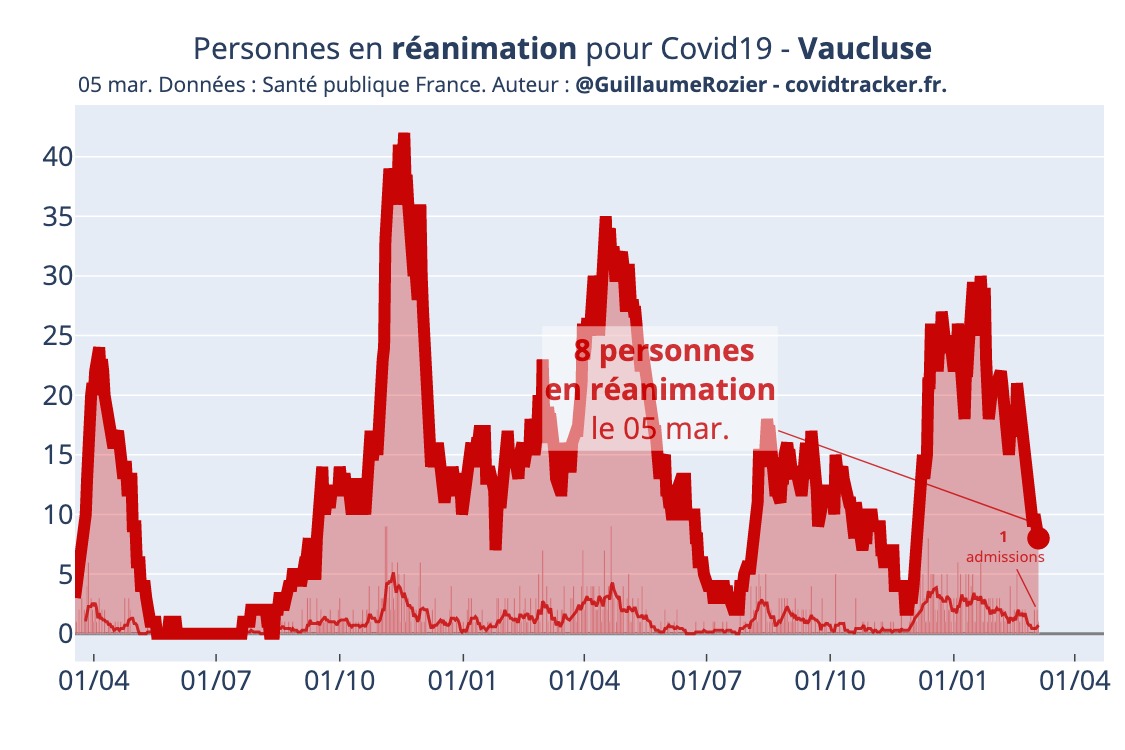 Personnes en réanimation pour Covid19 - Vaucluse
05 mar. Données : Santé publique France. Auteur : @GuillaumeRozier - covidtracker.fr.
40
35
30
25
20
15
10
5
0
8 personnes
en réanimation
le 05 mar.
1
admissions
01/04 01/07 01/10 01/01 01/04 01/07 01/10 01/01 01/04